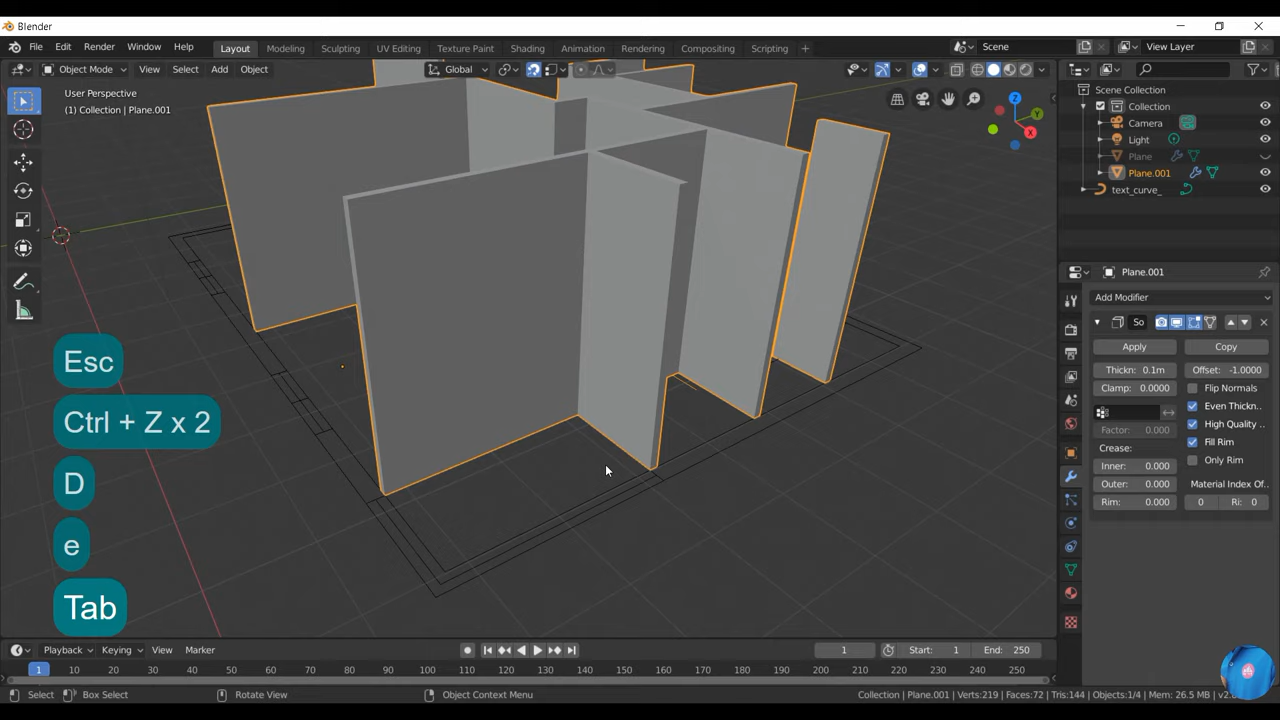 Blender
File Edit Render Window Help
Layout Modeling Sculpting UV Editing Texture Paint Shading Animation Rendering Compositing Scripting +
Scene
View Layer
Object Mode View Select Add Object
Global
User Perspective
(1) Collection | Plane.001
Z
Y
X
Scene Collection
Collection
Camera
Light
Plane
Plane.001
text_curve_
Plane.001
Add Modifier
So
Apply Copy
Thickn: 0.1m Offset: -1.0000
Clamp: 0.0000 Flip Normals
Even Thickn..
High Quality ..
Factor: 0.000
Fill Rim
Crease:
Only Rim
Inner: 0.000
Outer: 0.000 Material Index Of..
Rim: 0.000 0 Ri: 0
Esc
Ctrl + Z x 2
D
e
Tab
Playback Keying View Marker
1 Start: 1 End: 250
1 10 20 30 40 50 60 70 80 90 100 110 120 130 140 150 160 170 180 190 200 210 220 230 240 250
Select Box Select Rotate View Object Context Menu
Collection | Plane.001 | Verts:219 | Faces:72 | Tris:144 | Objects:1/4 | Mem: 26.5 MB |